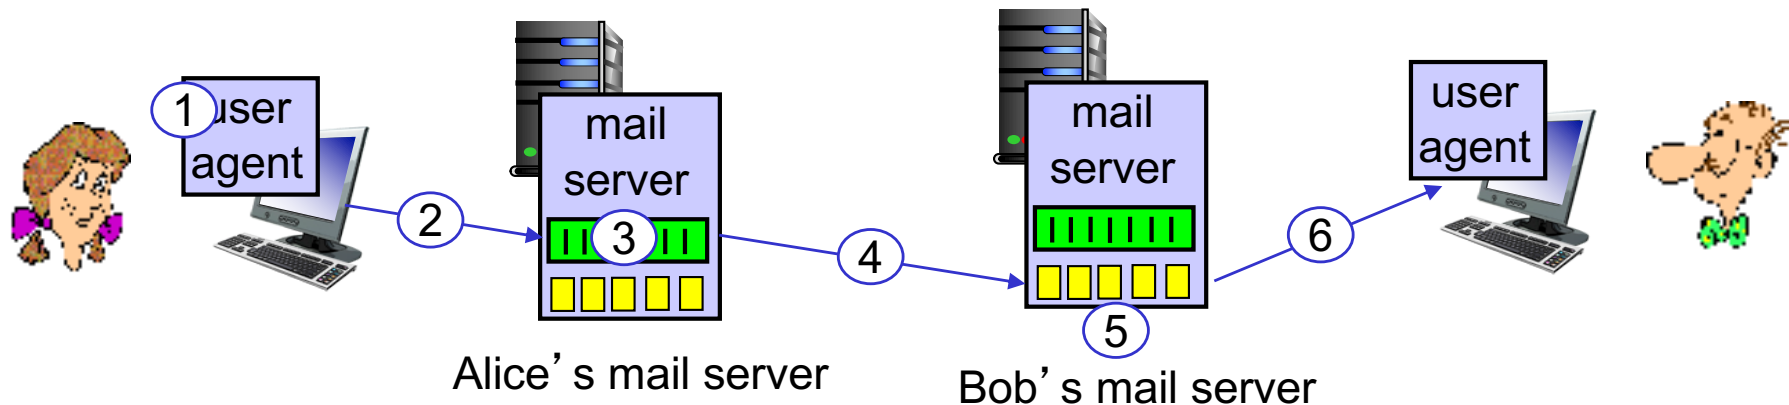 1
user
agent
2
mail
server
3
Alice’s mail server
4
mail
server
5
Bob’s mail server
6
user
agent